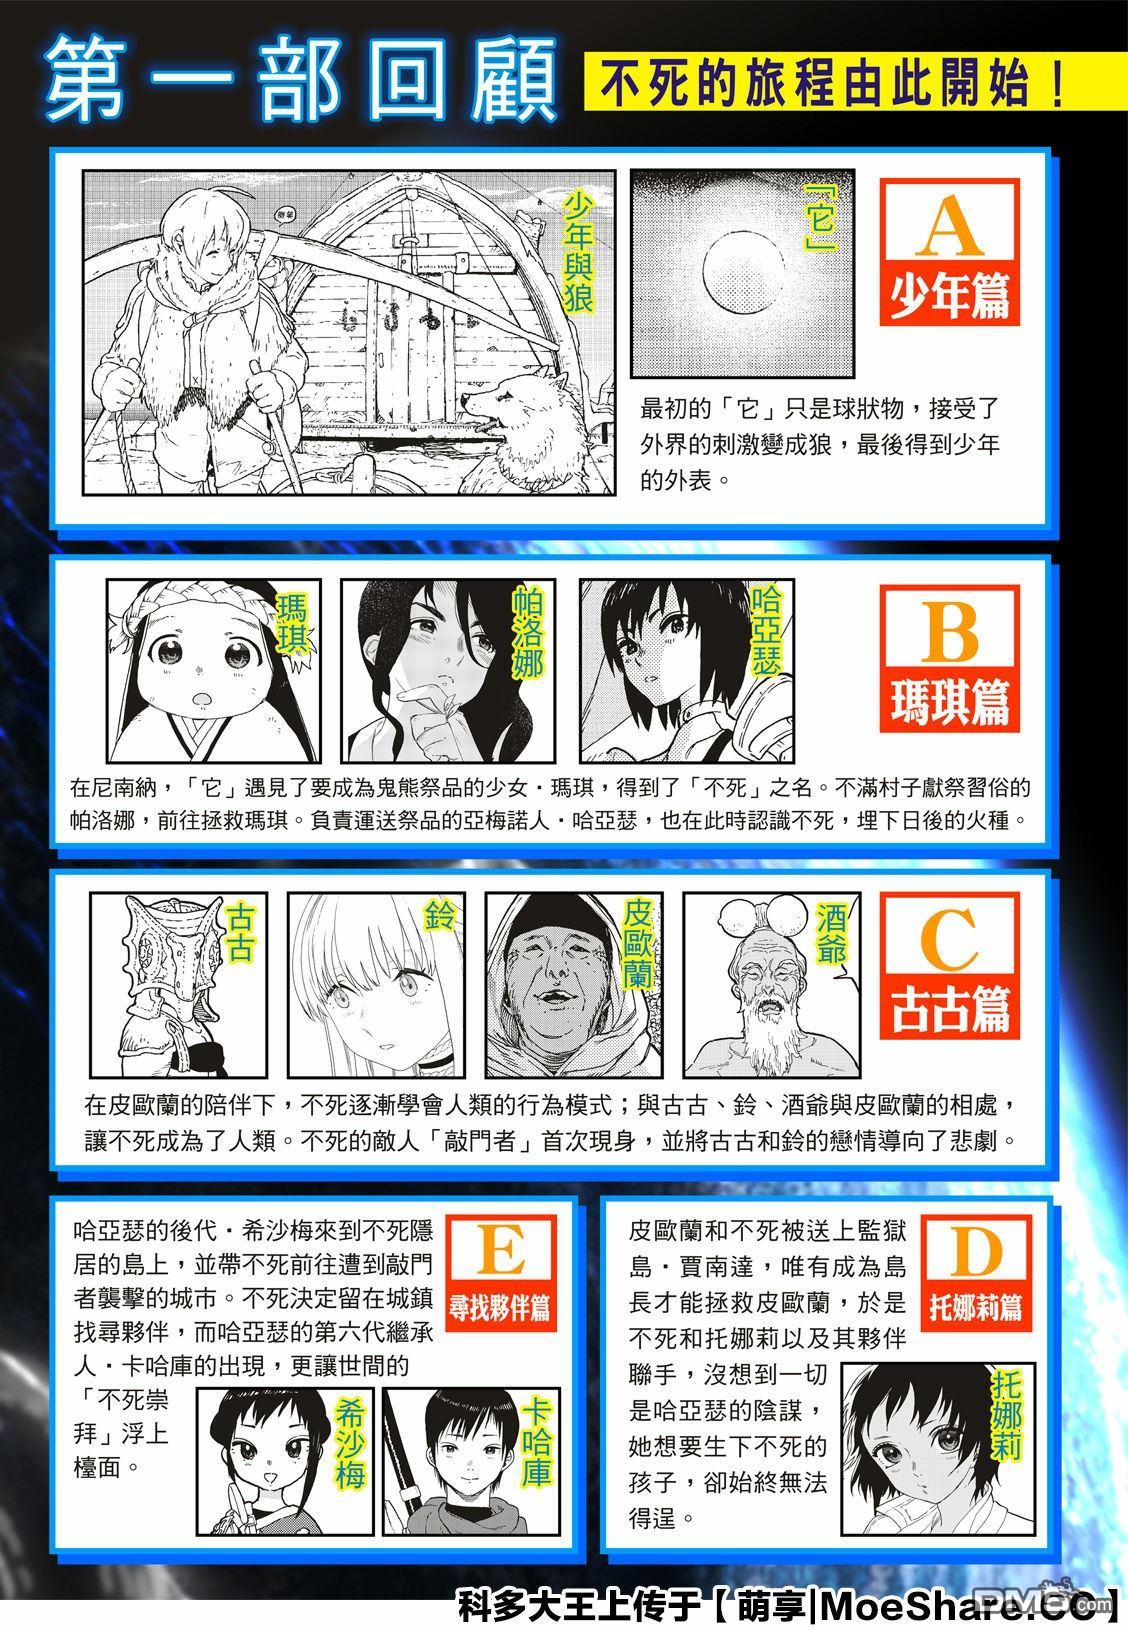 第一部回顧
不死的旅程由此開始！
A
少年篇
「它」
少年與狼
最初的「它」只是球狀物，接受了
外界的刺激變成狼，最後得到少年
的外表。
B
瑪琪篇
哈亞瑟
帕洛娜
瑪琪
在尼南納，「它」遇見了要成為鬼熊祭品的少女・瑪琪，得到了「不死」之名。不滿村子獻祭習俗的
帕洛娜，前往拯救瑪琪。負責運送祭品的亞梅諾人・哈亞瑟，也在此時認識不死，埋下日後的火種。
C
古古篇
酒爺
皮歐蘭
鈴
古古
在皮歐蘭的陪伴下，不死逐漸學會人類的行為模式；與古古、鈴、酒爺與皮歐蘭的相處，
讓不死成為了人類。不死的敵人「敲門者」首次現身，並將古古和鈴的戀情導向了悲劇。
D
托娜莉篇
皮歐蘭和不死被送上監獄
島・賈南達，唯有成為島
長才能拯救皮歐蘭，於是
不死和托娜莉以及其夥伴
聯手，沒想到一切
是哈亞瑟的陰謀，
她想要生下不死的
孩子，卻始終無法
得逞。
托娜莉
E
尋找夥伴篇
哈亞瑟的後代・希沙梅來到不死隱
居的島上，並帶不死前往遭到敲門
者襲擊的城市。不死決定留在城鎮
找尋夥伴，而哈亞瑟的第六代繼承
人・卡哈庫的出現，更讓世間的
「不死崇
拜」浮上
檯面。
卡哈庫
希沙梅
科多大王上传于【萌享|MoeShare.CC】